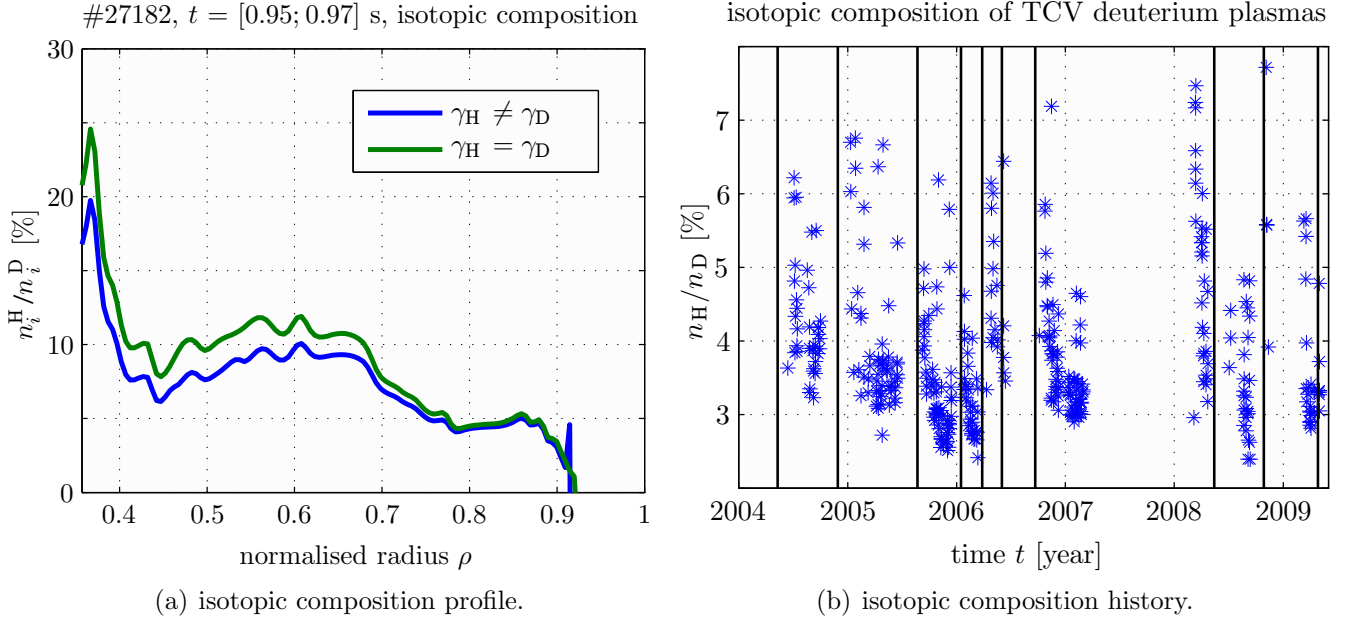 #27182, t = [0.95; 0.97] s, isotopic composition
n_i^H/n_i^D [%]
30
20
10
0
γ_H ≠ γ_D
γ_H = γ_D
0.4 0.5 0.6 0.7 0.8 0.9 1
normalised radius ρ
(a) isotopic composition profile.
isotopic composition of TCV deuterium plasmas
n_H/n_D [%]
7
6
5
4
3
2004 2005 2006 2007 2008 2009
time t [year]
(b) isotopic composition history.